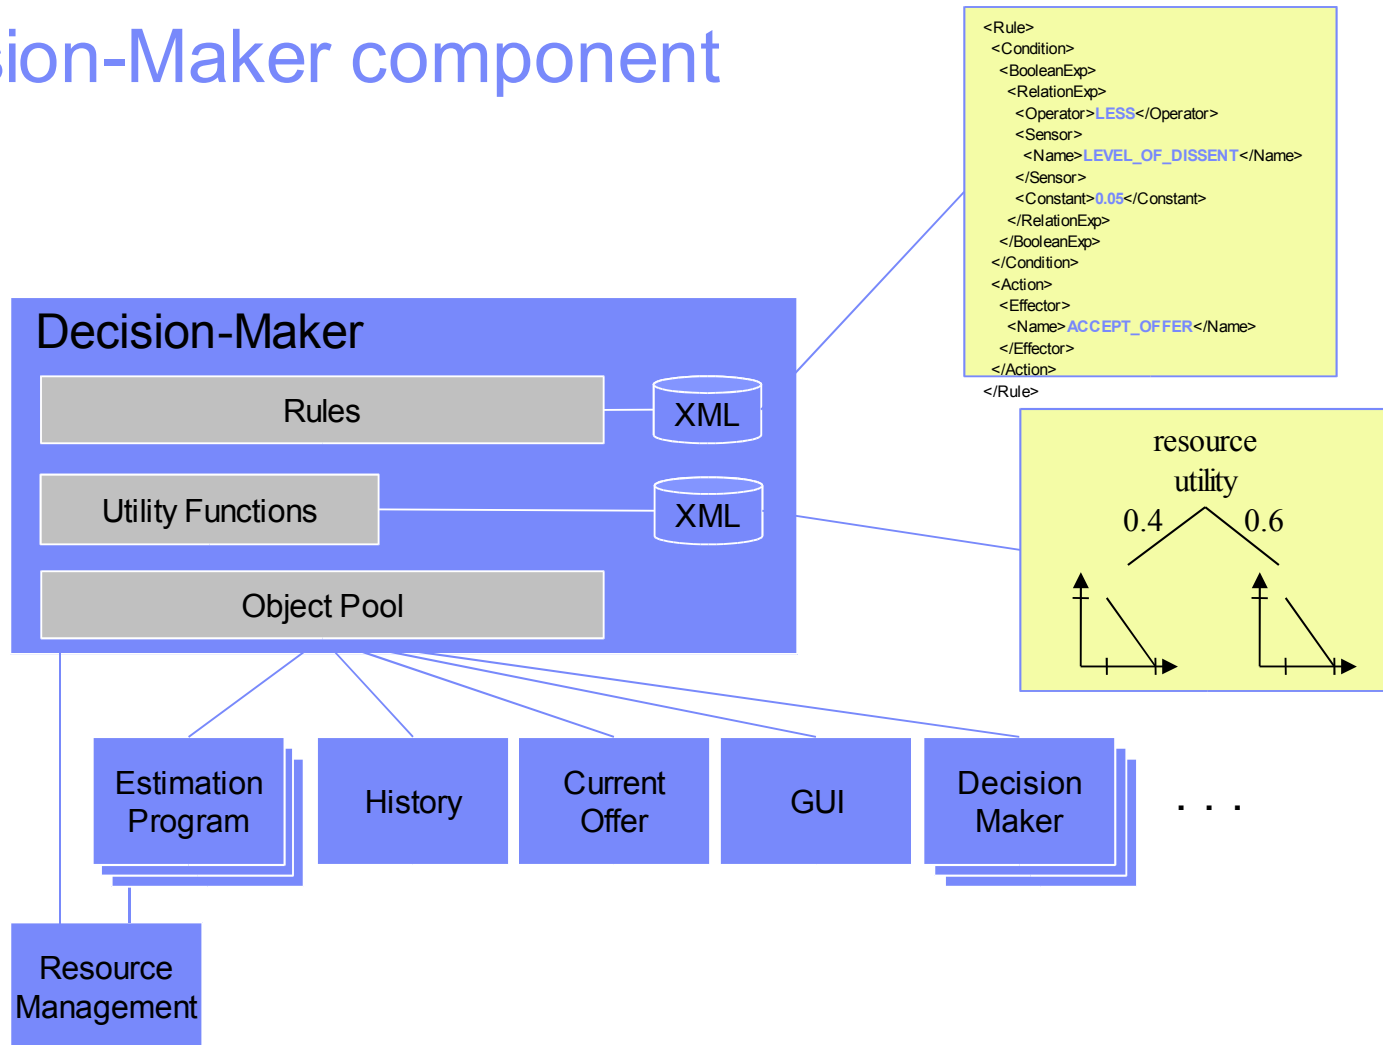 sion-Maker component
<Rule>
<Condition>
<BooleanExp>
<RelationExp>
<Operator>LESS</Operator>
<Sensor>
<Name>LEVEL_OF_DISSENT</Name>
</Sensor>
<Constant>0.05</Constant>
</RelationExp>
</BooleanExp>
</Condition>
<Action>
<Effector>
<Name>ACCEPT_OFFER</Name>
</Effector>
</Action>
</Rule>
Decision-Maker
Rules
XML
Utility Functions
XML
Object Pool
resource
utility
0.4 0.6
Estimation
Program
History
Current
Offer
GUI
Decision
Maker
. . .
Resource
Management